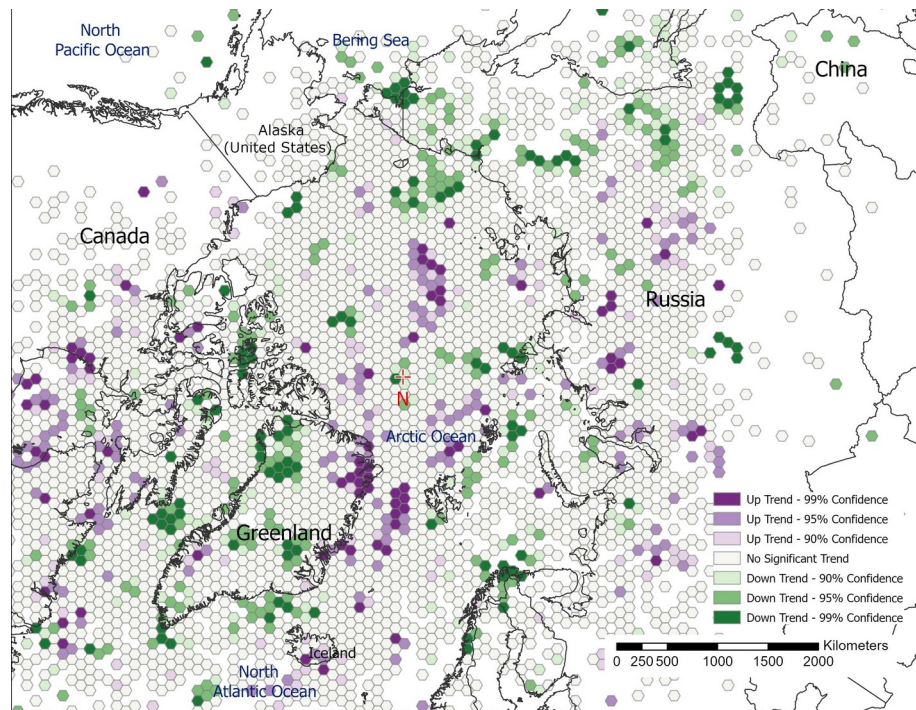 North
Pacific Ocean
Bering Sea
China
Alaska
(United States)
Canada
Russia
N
Arctic Ocean
Greenland
Iceland
North
Atlantic Ocean
Up Trend - 99% Confidence
Up Trend - 95% Confidence
Up Trend - 90% Confidence
No Significant Trend
Down Trend - 90% Confidence
Down Trend - 95% Confidence
Down Trend - 99% Confidence
Kilometers
0 250 500 1000 1500 2000